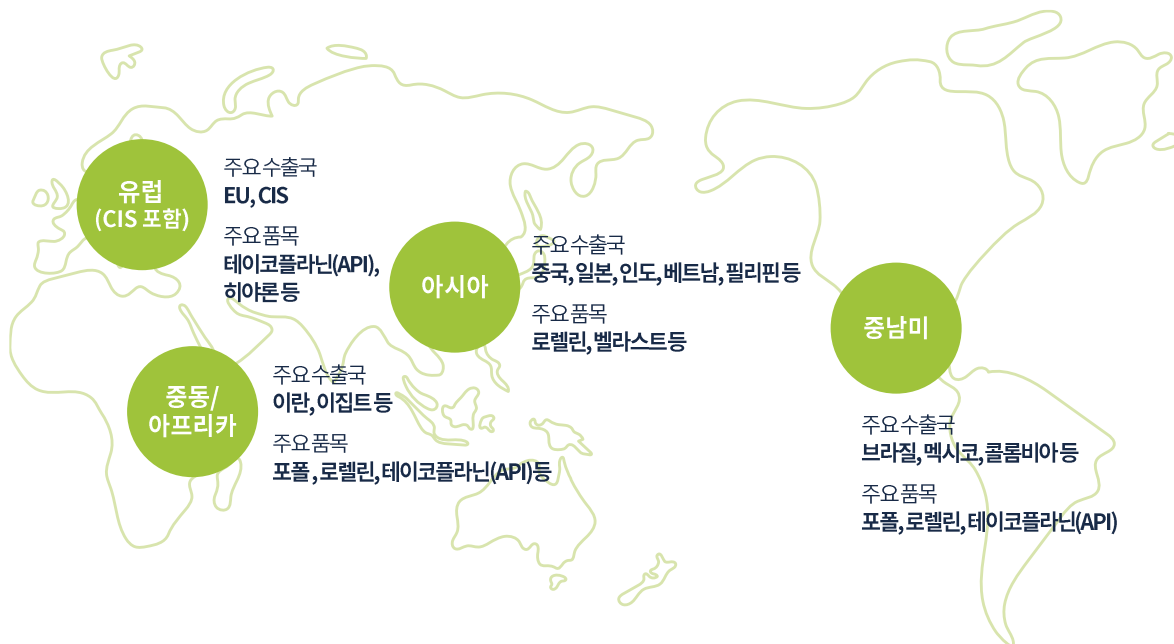 유럽
(CIS 포함)
주요 수출국
EU, CIS
주요 품목
테이코플라닌(API),
히야론 등
아시아
주요 수출국
중국, 일본, 인도, 베트남, 필리핀 등
주요 품목
로렐린, 벨라스트 등
중동/
아프리카
주요 수출국
이란, 이집트 등
주요 품목
포폴, 로렐린, 테이코플라닌(API)등
중남미
주요 수출국
브라질, 멕시코, 콜롬비아 등
주요 품목
포폴, 로렐린, 테이코플라닌(API)